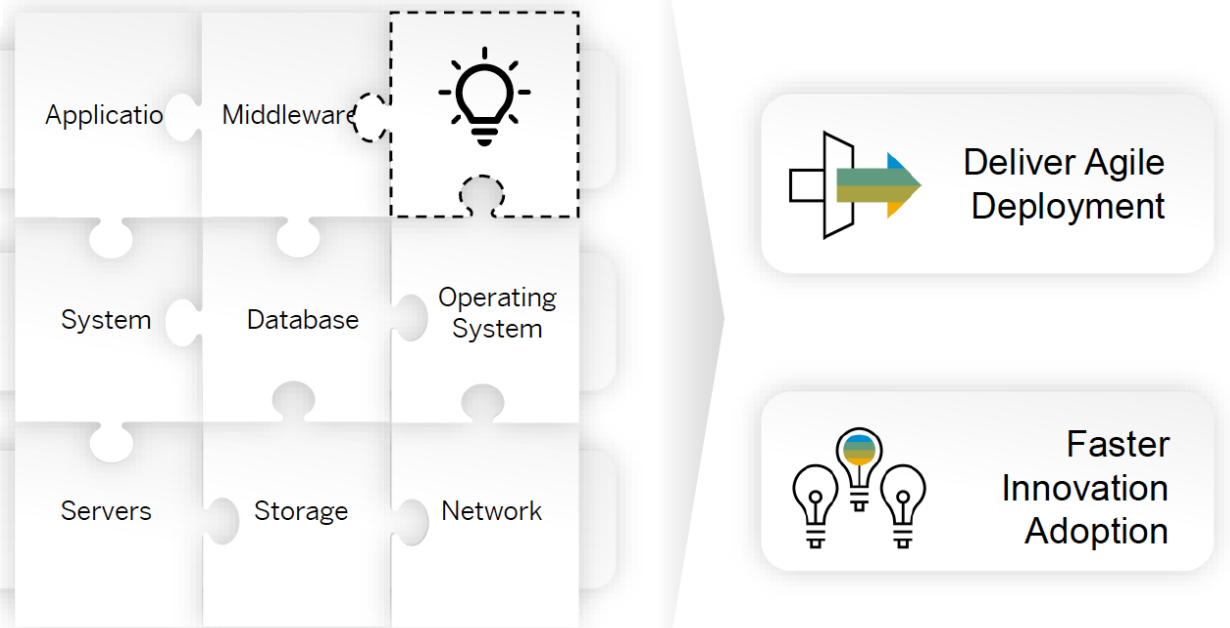 Applicatio
Middleware
System
Database
Operating
System
Servers
Storage
Network
Deliver Agile
Deployment
Faster
Innovation
Adoption